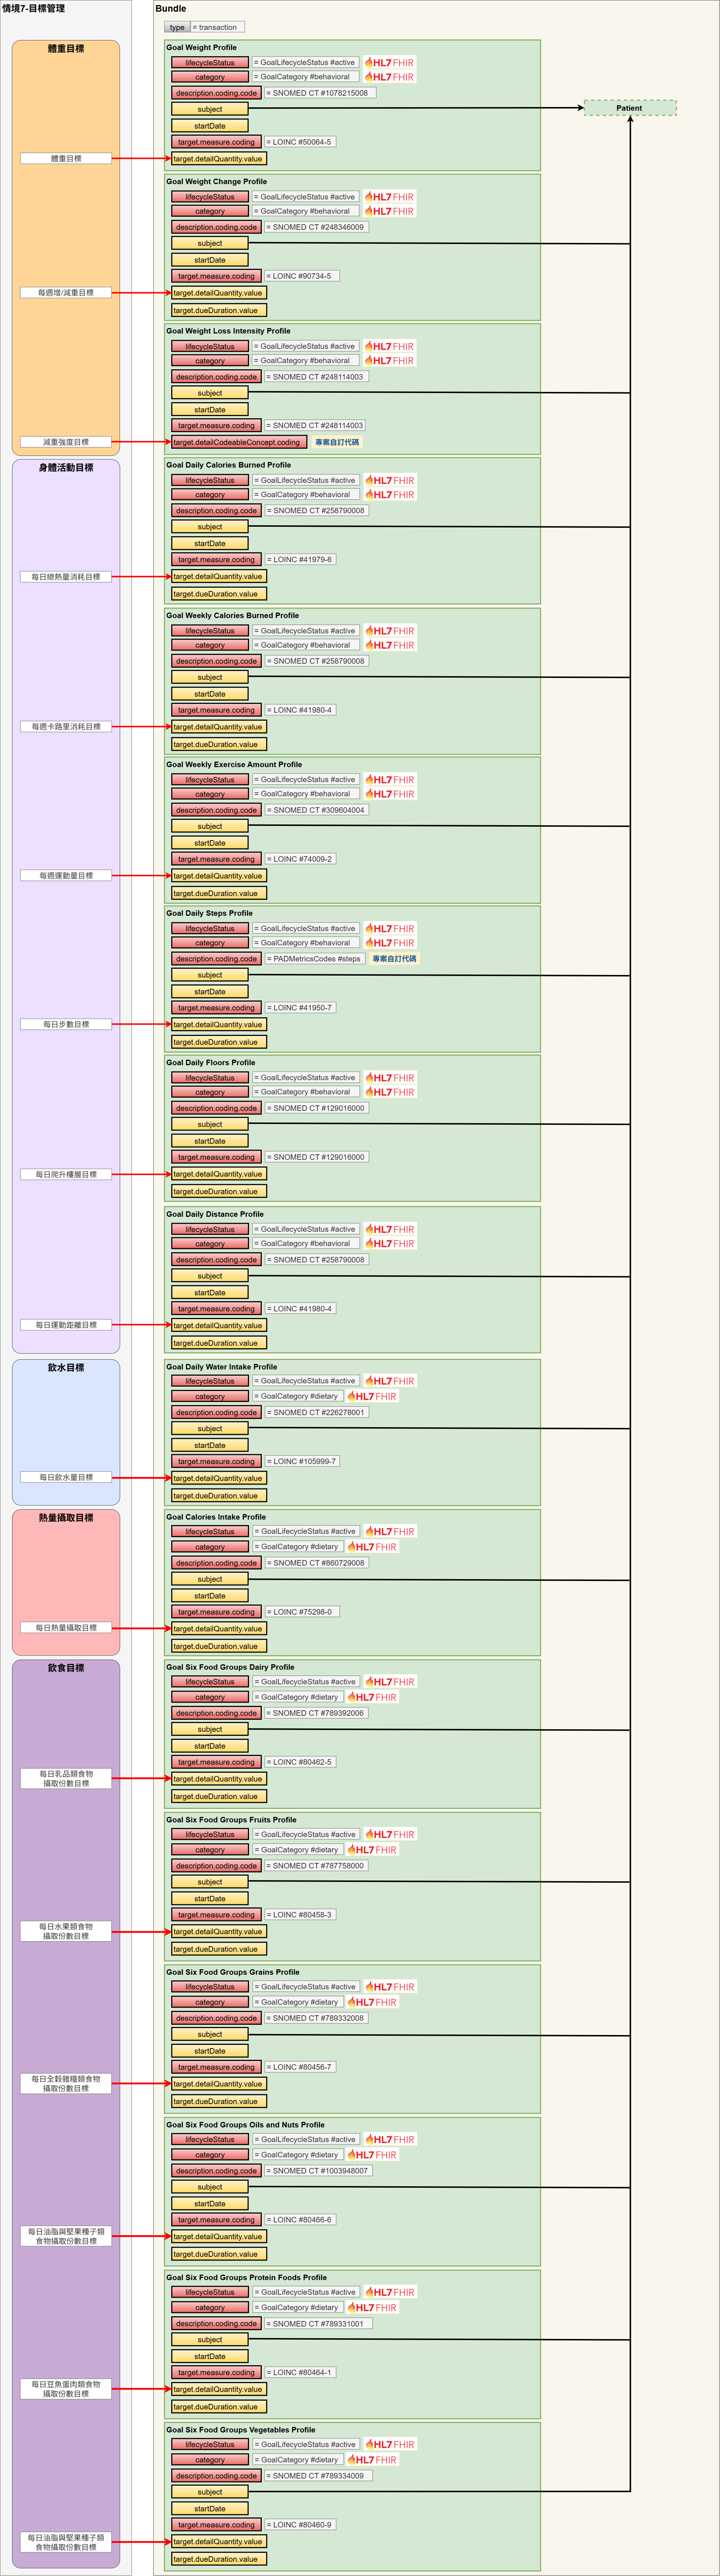 情境7-目標管理
Bundle
type = transaction
體重目標
Goal Weight Profile
lifecycleStatus = GoalLifecycleStatus #active HL7 FHIR
category = GoalCategory #behavioral HL7 FHIR
description.coding.code = SNOMED CT #1078215008
subject
Patient
startDate
target.measure.coding = LOINC #50064-5
體重目標
target.detailQuantity.value
Goal Weight Change Profile
lifecycleStatus = GoalLifecycleStatus #active HL7 FHIR
category = GoalCategory #behavioral HL7 FHIR
description.coding.code = SNOMED CT #248346009
subject
startDate
target.measure.coding = LOINC #90734-5
每週增/減重目標
target.detailQuantity.value
target.dueDuration.value
Goal Weight Loss Intensity Profile
lifecycleStatus = GoalLifecycleStatus #active HL7 FHIR
category = GoalCategory #behavioral HL7 FHIR
description.coding.code = SNOMED CT #248114003
subject
startDate
target.measure.coding = SNOMED CT #248114003
減重強度目標
target.detailCodeableConcept.coding 專案自訂代碼
身體活動目標
Goal Daily Calories Burned Profile
lifecycleStatus = GoalLifecycleStatus #active HL7 FHIR
category = GoalCategory #behavioral HL7 FHIR
description.coding.code = SNOMED CT #258790008
subject
startDate
target.measure.coding = LOINC #41979-6
每日總熱量消耗目標
target.detailQuantity.value
target.dueDuration.value
Goal Weekly Calories Burned Profile
lifecycleStatus = GoalLifecycleStatus #active HL7 FHIR
category = GoalCategory #behavioral HL7 FHIR
description.coding.code = SNOMED CT #258790008
subject
startDate
target.measure.coding = LOINC #41980-4
每週卡路里消耗目標
target.detailQuantity.value
target.dueDuration.value
Goal Weekly Exercise Amount Profile
lifecycleStatus = GoalLifecycleStatus #active HL7 FHIR
category = GoalCategory #behavioral HL7 FHIR
description.coding.code = SNOMED CT #309604004
subject
startDate
target.measure.coding = LOINC #74009-2
每週運動量目標
target.detailQuantity.value
target.dueDuration.value
Goal Daily Steps Profile
lifecycleStatus = GoalLifecycleStatus #active HL7 FHIR
category = GoalCategory #behavioral HL7 FHIR
description.coding.code = PADMetricsCodes #steps 專案自訂代碼
subject
startDate
target.measure.coding = LOINC #41950-7
每日步數目標
target.detailQuantity.value
target.dueDuration.value
Goal Daily Floors Profile
lifecycleStatus = GoalLifecycleStatus #active HL7 FHIR
category = GoalCategory #behavioral HL7 FHIR
description.coding.code = SNOMED CT #129016000
subject
startDate
target.measure.coding = SNOMED CT #129016000
每日爬升樓層目標
target.detailQuantity.value
target.dueDuration.value
Goal Daily Distance Profile
lifecycleStatus = GoalLifecycleStatus #active HL7 FHIR
category = GoalCategory #behavioral HL7 FHIR
description.coding.code = SNOMED CT #258790008
subject
startDate
target.measure.coding = LOINC #41980-4
每日運動距離目標
target.detailQuantity.value
target.dueDuration.value
飲水目標
Goal Daily Water Intake Profile
lifecycleStatus = GoalLifecycleStatus #active HL7 FHIR
category = GoalCategory #dietary HL7 FHIR
description.coding.code = SNOMED CT #226278001
subject
startDate
target.measure.coding = LOINC #105999-7
每日飲水量目標
target.detailQuantity.value
target.dueDuration.value
熱量攝取目標
Goal Calories Intake Profile
lifecycleStatus = GoalLifecycleStatus #active HL7 FHIR
category = GoalCategory #dietary HL7 FHIR
description.coding.code = SNOMED CT #860729008
subject
startDate
target.measure.coding = LOINC #75298-0
每日熱量攝取目標
target.detailQuantity.value
target.dueDuration.value
飲食目標
Goal Six Food Groups Dairy Profile
lifecycleStatus = GoalLifecycleStatus #active HL7 FHIR
category = GoalCategory #dietary HL7 FHIR
description.coding.code = SNOMED CT #789392006
subject
startDate
target.measure.coding = LOINC #80462-5
每日乳品類食物
攝取份數目標
target.detailQuantity.value
target.dueDuration.value
Goal Six Food Groups Fruits Profile
lifecycleStatus = GoalLifecycleStatus #active HL7 FHIR
category = GoalCategory #dietary HL7 FHIR
description.coding.code = SNOMED CT #787758000
subject
startDate
target.measure.coding = LOINC #80458-3
每日水果類食物
攝取份數目標
target.detailQuantity.value
target.dueDuration.value
Goal Six Food Groups Grains Profile
lifecycleStatus = GoalLifecycleStatus #active HL7 FHIR
category = GoalCategory #dietary HL7 FHIR
description.coding.code = SNOMED CT #789332008
subject
startDate
target.measure.coding = LOINC #80456-7
每日全穀雜糧類食物
攝取份數目標
target.detailQuantity.value
target.dueDuration.value
Goal Six Food Groups Oils and Nuts Profile
lifecycleStatus = GoalLifecycleStatus #active HL7 FHIR
category = GoalCategory #dietary HL7 FHIR
description.coding.code = SNOMED CT #1003948007
subject
startDate
target.measure.coding = LOINC #80466-6
每日油脂與堅果種子類
食物攝取份數目標
target.detailQuantity.value
target.dueDuration.value
Goal Six Food Groups Protein Foods Profile
lifecycleStatus = GoalLifecycleStatus #active HL7 FHIR
category = GoalCategory #dietary HL7 FHIR
description.coding.code = SNOMED CT #789331001
subject
startDate
target.measure.coding = LOINC #80464-1
每日豆魚蛋肉類食物
攝取份數目標
target.detailQuantity.value
target.dueDuration.value
Goal Six Food Groups Vegetables Profile
lifecycleStatus = GoalLifecycleStatus #active HL7 FHIR
category = GoalCategory #dietary HL7 FHIR
description.coding.code = SNOMED CT #789334009
subject
startDate
target.measure.coding = LOINC #80460-9
每日油脂與堅果種子類
食物攝取份數目標
target.detailQuantity.value
target.dueDuration.value